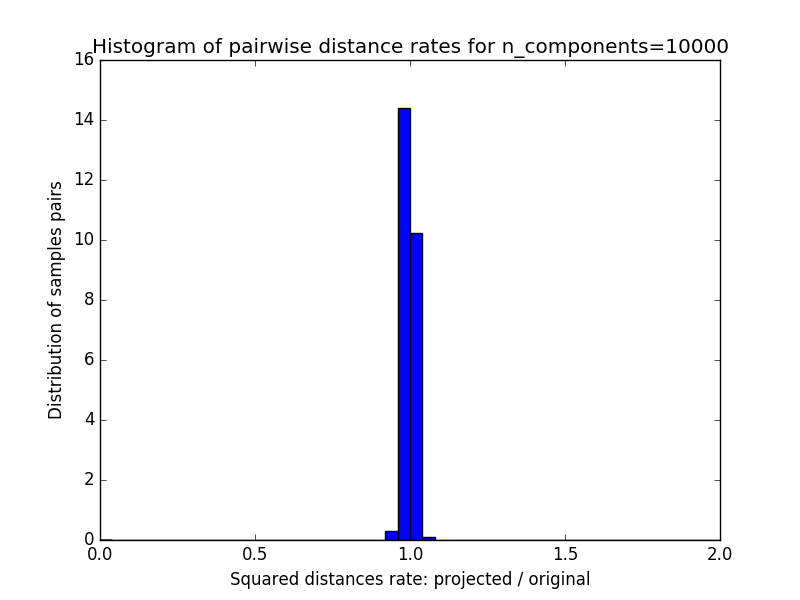 Histogram of pairwise distance rates for n_components=10000
16
14
12
10
8
6
4
2
0
Distribution of samples pairs
0.0 0.5 1.0 1.5 2.0
Squared distances rate: projected / original